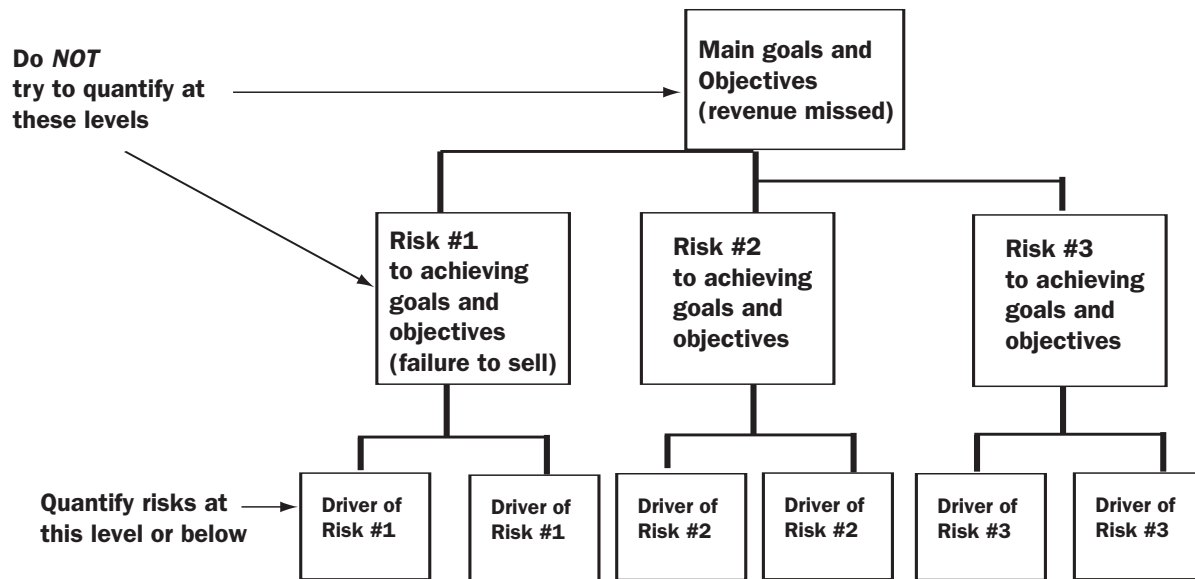 Do NOT
try to quantify at
these levels
Main goals and
Objectives
(revenue missed)
Risk #1
to achieving
goals and
objectives
(failure to sell)
Risk #2
to achieving
goals and
objectives
Risk #3
to achieving
goals and
objectives
Quantify risks at
this level or below
Driver of
Risk #1
Driver of
Risk #1
Driver of
Risk #2
Driver of
Risk #2
Driver of
Risk #3
Driver of
Risk #3